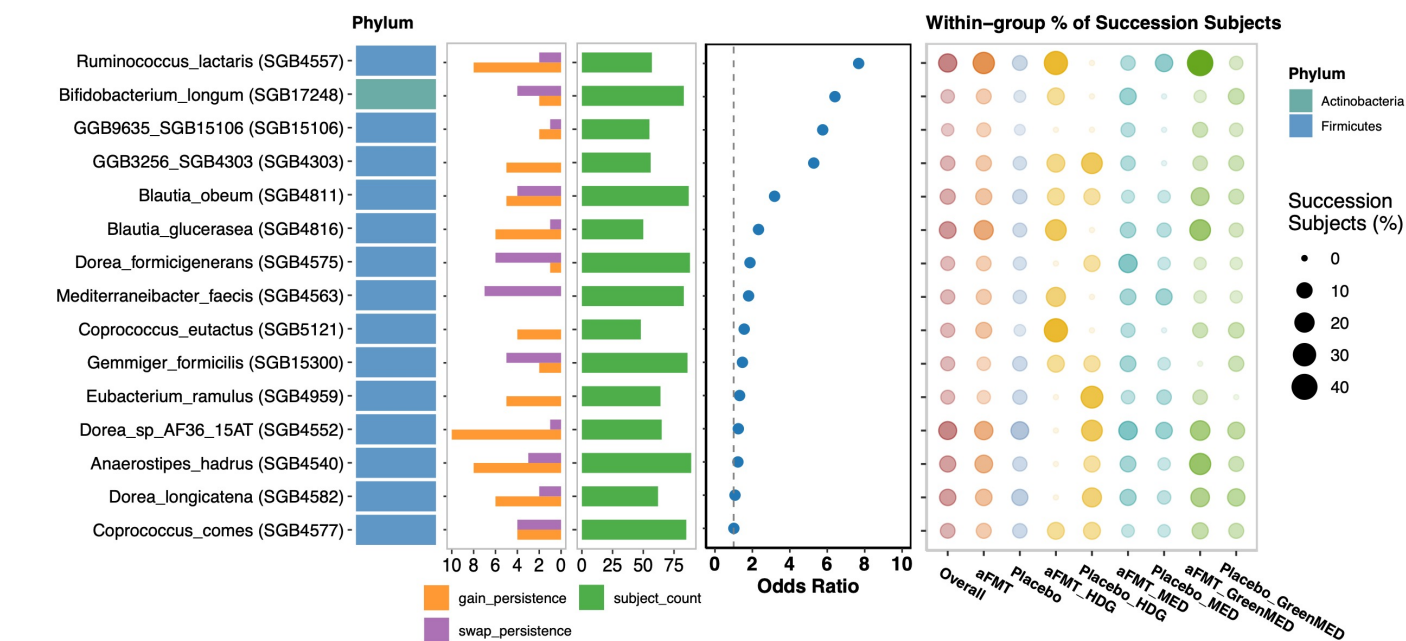 Phylum
Within-group % of Succession Subjects
Ruminococcus_lactaris (SGB4557)
Bifidobacterium_longum (SGB17248)
GGB9635_SGB15106 (SGB15106)
GGB3256_SGB4303 (SGB4303)
Blautia_obeum (SGB4811)
Blautia_glucerasea (SGB4816)
Dorea_formicigenerans (SGB4575)
Mediterraneibacter_faecis (SGB4563)
Coprococcus_eutactus (SGB5121)
Gemmiger_formicilis (SGB15300)
Eubacterium_ramulus (SGB4959)
Dorea_sp_AF36_15AT (SGB4552)
Anaerostipes_hadrus (SGB4540)
Dorea_longicatena (SGB4582)
Coprococcus_comes (SGB4577)
10 8 6 4 2 0
0 25 50 75
0 2 4 6 8 10
Odds Ratio
gain_persistence
swap_persistence
subject_count
Overall
aFMT
Placebo
aFMT_HDG
Placebo_HDG
aFMT_MED
Placebo_MED
aFMT_GreenMED
Placebo_GreenMED
Phylum
Actinobacteria
Firmicutes
Succession
Subjects (%)
0
10
20
30
40